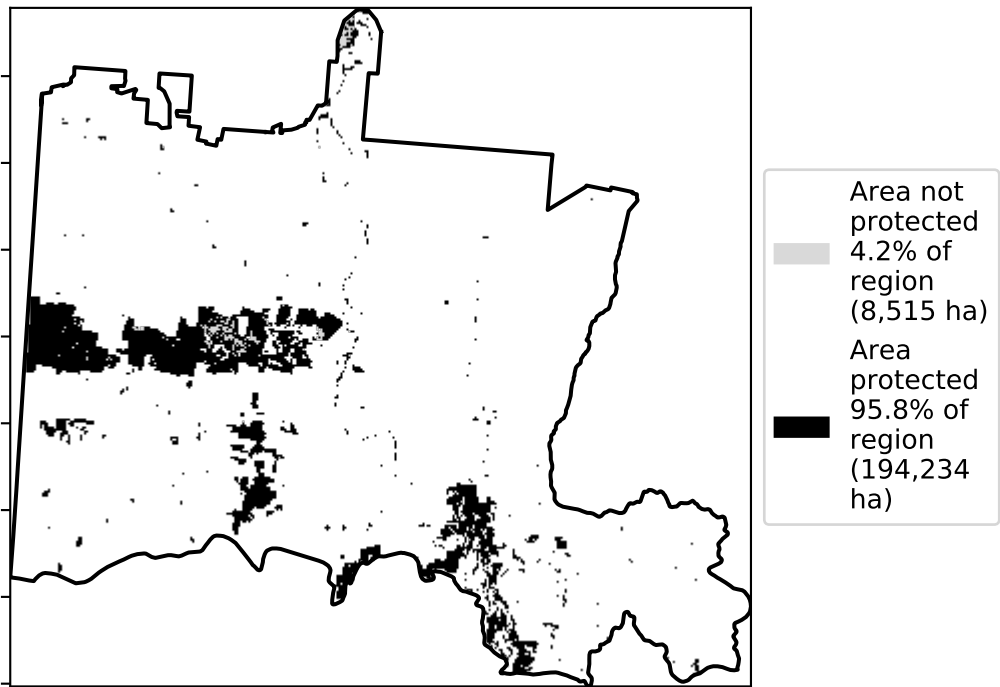 Area not
protected
4.2% of
region
(8,515 ha)
Area
protected
95.8% of
region
(194,234
ha)